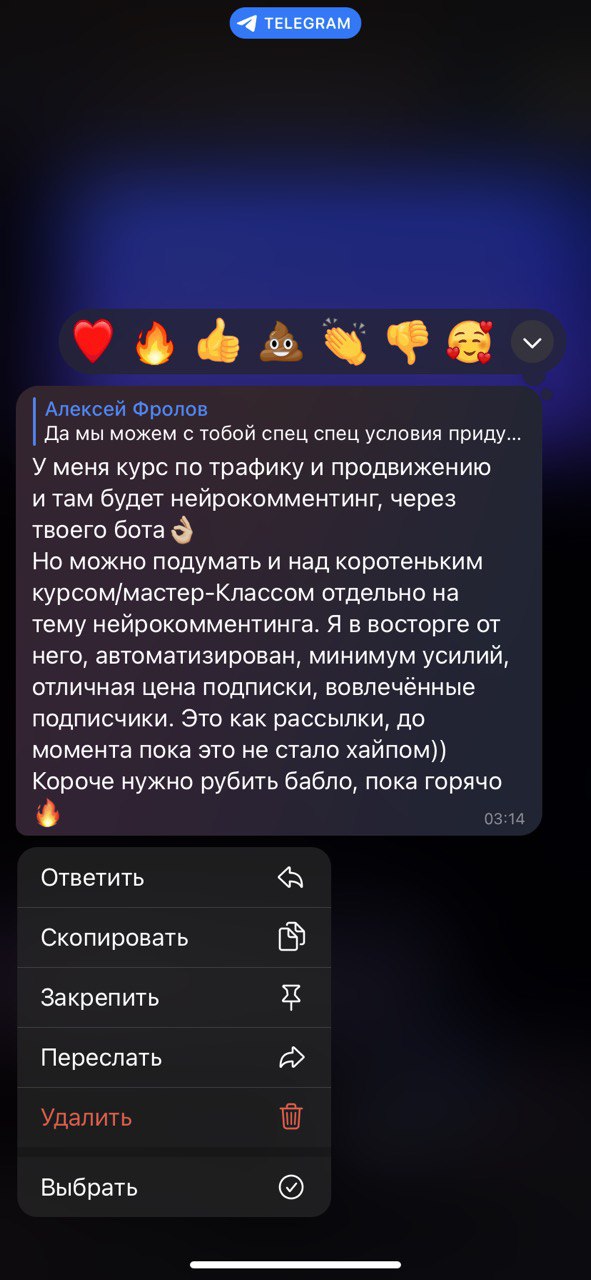 TELEGRAM
Алексей Фролов
Да мы можем с тобой спец спец условия приду...
У меня курс по трафику и продвижению
и там будет нейрокомментинг, через
твоего бота👌🏼
Но можно подумать и над коротеньким
курсом/мастер-Классом отдельно на
тему нейрокомментинга. Я в восторге от
него, автоматизирован, минимум усилий,
отличная цена подписки, вовлечённые
подписчики. Это как рассылки, до
момента пока это не стало хайпом))
Короче нужно рубить бабло, пока горячо
🔥
03:14
Ответить
Скопировать
Закрепить
Переслать
Удалить
Выбрать